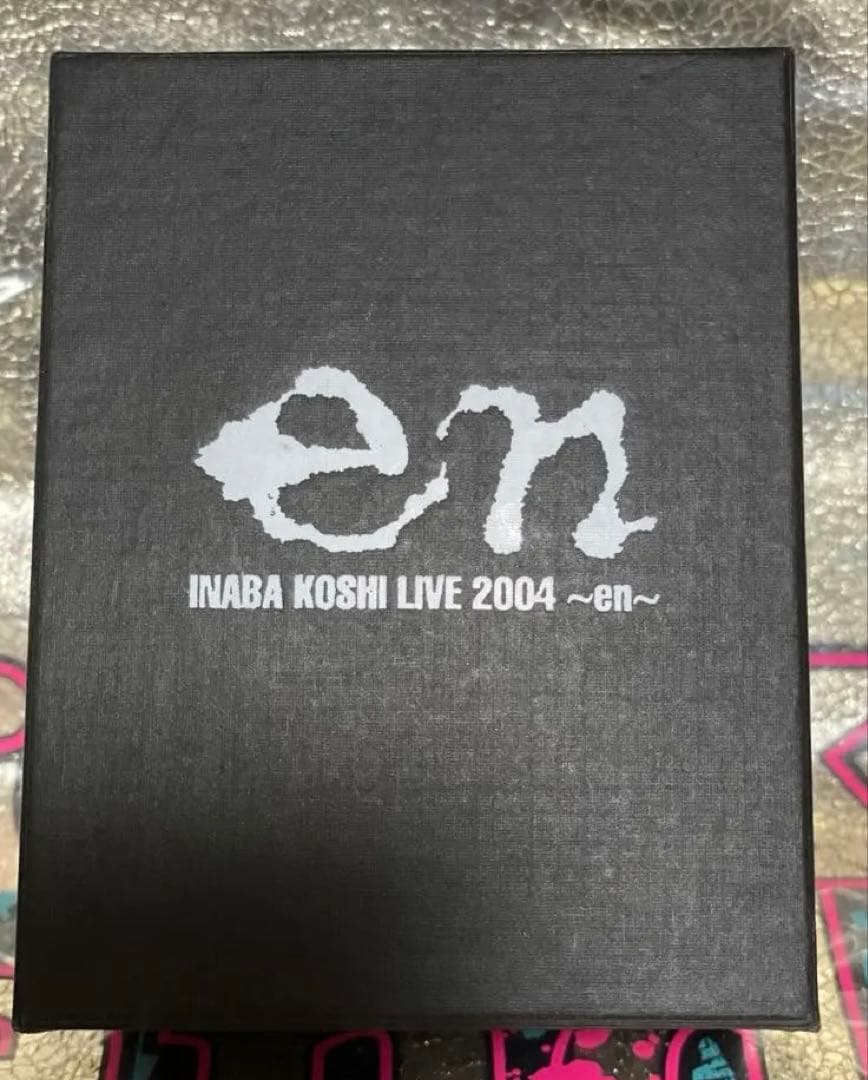 en
INABA KOSHI LIVE 2004 ~en~